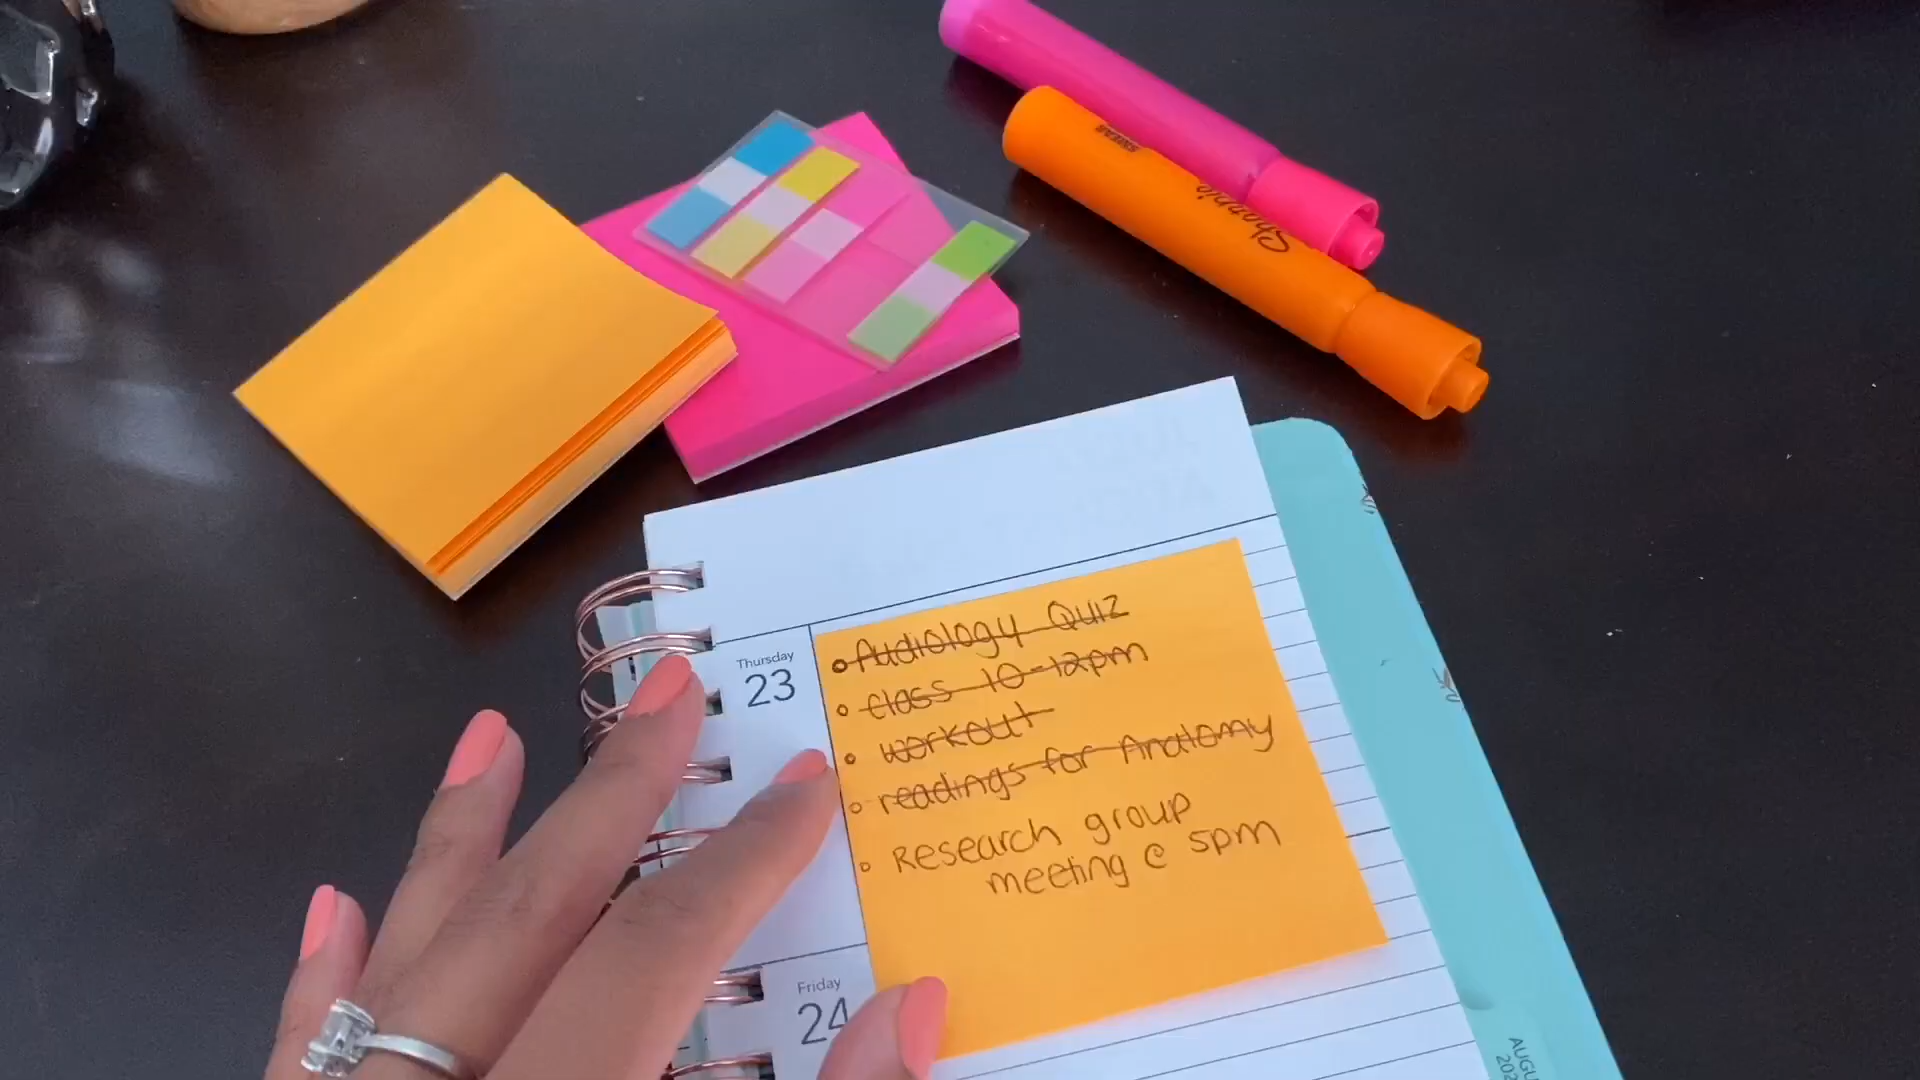 Sharpie
Thursday
23
Audiology Quiz
class 10-12pm
workout
readings for Anatomy
Research group
meeting @ 5pm
Friday
24